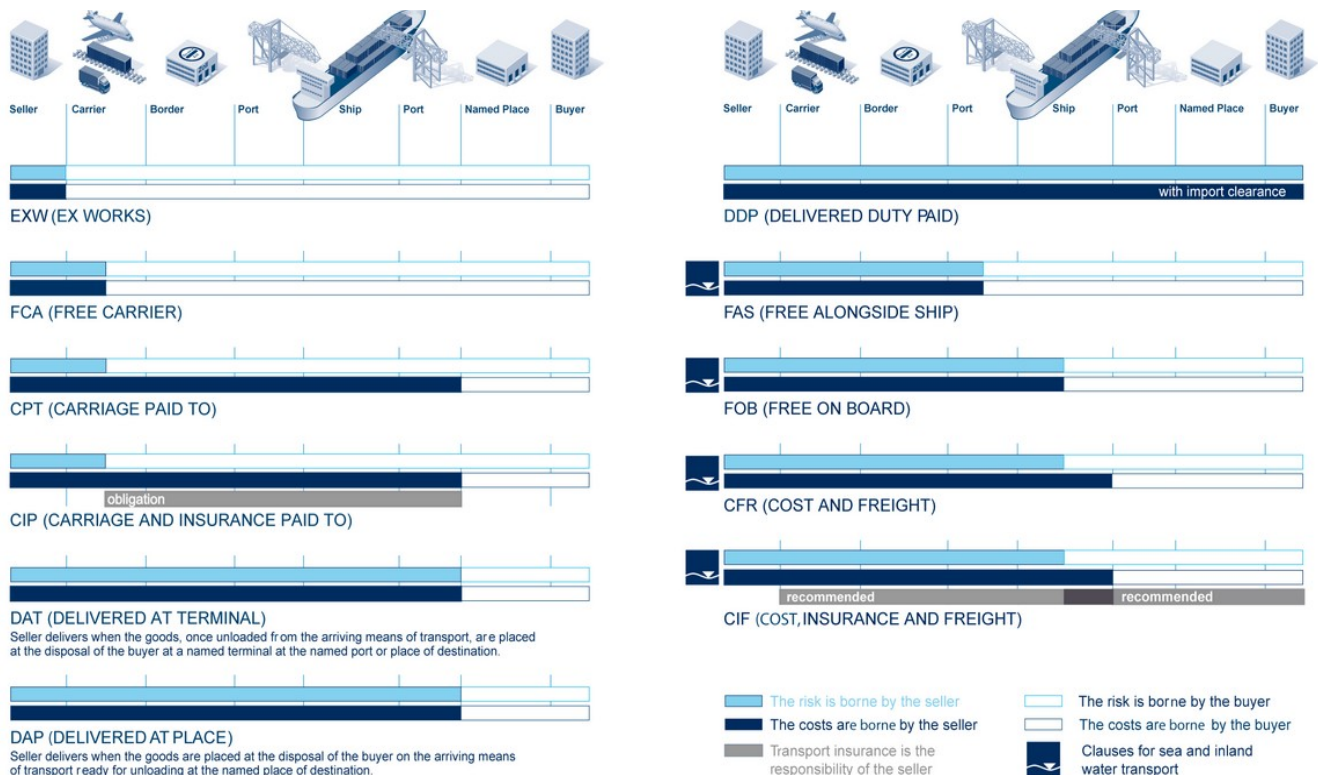 Seller Carrier Border Port Ship Port Named Place Buyer
EXW (EX WORKS)
FCA (FREE CARRIER)
CPT (CARRIAGE PAID TO)
obligation
CIP (CARRIAGE AND INSURANCE PAID TO)
DAT (DELIVERED AT TERMINAL)
Seller delivers when the goods, once unloaded from the arriving means of transport, are placed
at the disposal of the buyer at a named terminal at the named port or place of destination.
DAP (DELIVERED AT PLACE)
Seller delivers when the goods are placed at the disposal of the buyer on the arriving means
of transport ready for unloading at the named place of destination.
Seller Carrier Border Port Ship Port Named Place Buyer
with import clearance
DDP (DELIVERED DUTY PAID)
FAS (FREE ALONGSIDE SHIP)
FOB (FREE ON BOARD)
CFR (COST AND FREIGHT)
recommended recommended
CIF (COST, INSURANCE AND FREIGHT)
The risk is borne by the seller
The costs are borne by the seller
Transport insurance is the
responsibility of the seller
The risk is borne by the buyer
The costs are borne by the buyer
Clauses for sea and inland
water transport